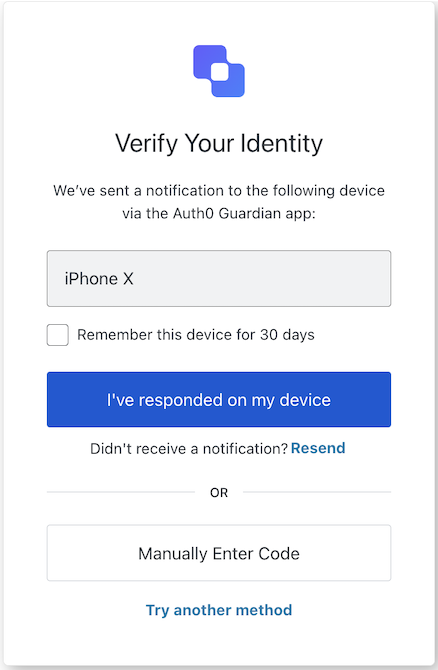 Verify Your Identity
We’ve sent a notification to the following device
via the Auth0 Guardian app:
iPhone X
Remember this device for 30 days
I've responded on my device
Didn't receive a notification? Resend
OR
Manually Enter Code
Try another method